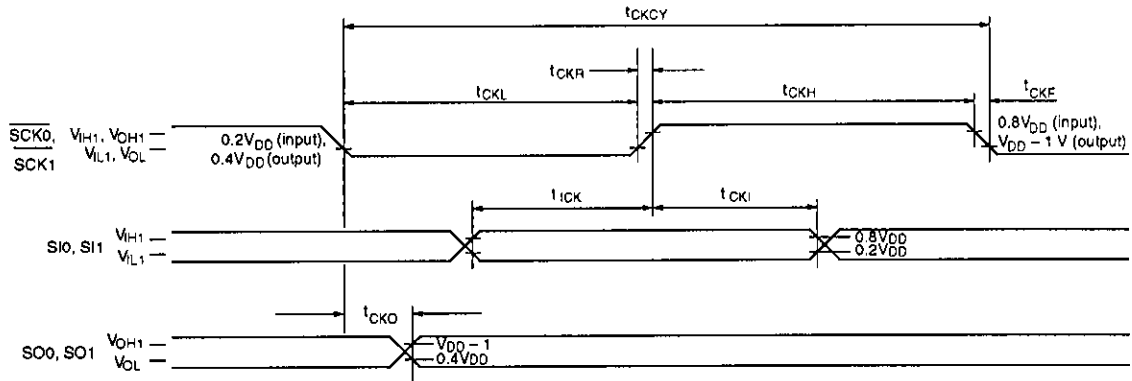 tCKCY
tCKR
tCKL
tCKH
tCKF
SCK0, VIH1, VOH1
SCK1 VIL1, VOL
0.2VDD (input),
0.4VDD (output)
0.8VDD (input),
VDD – 1 V (output)
tICK
tCKI
SI0, SI1
VIH1
VIL1
0.8VDD
0.2VDD
tCKO
SO0, SO1
VOH1
VOL
VDD – 1
0.4VDD